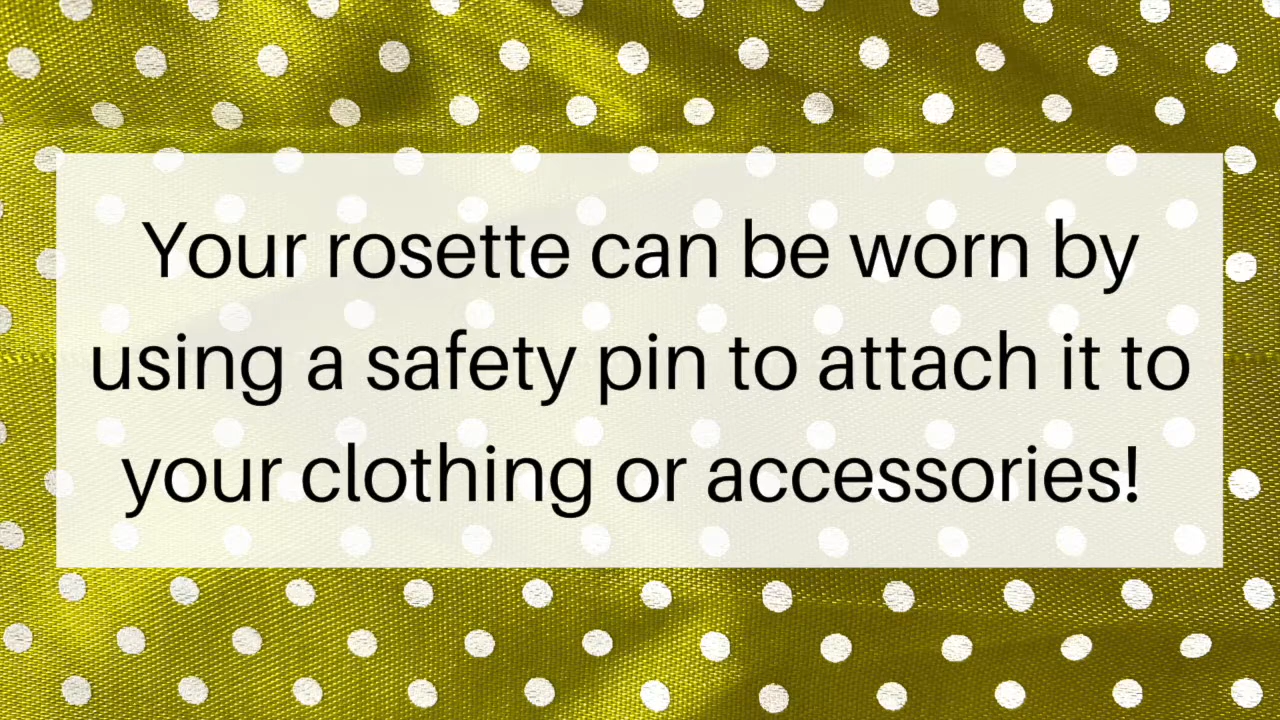 Your rosette can be worn by
using a safety pin to attach it to
your clothing or accessories!